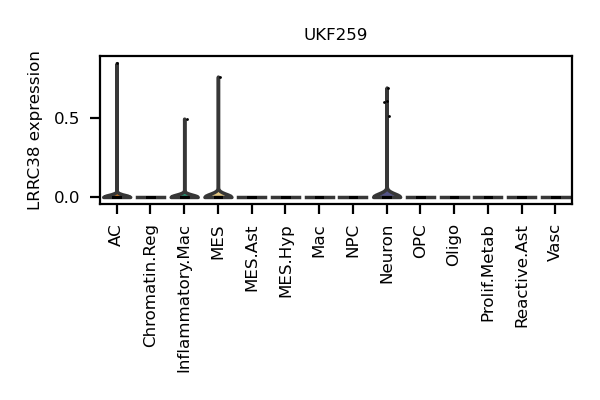 UKF259
LRRC38 expression
0.5
0.0
AC
Chromatin.Reg
Inflammatory.Mac
MES
MES.Ast
MES.Hyp
Mac
NPC
Neuron
OPC
Oligo
Prolif.Metab
Reactive.Ast
Vasc